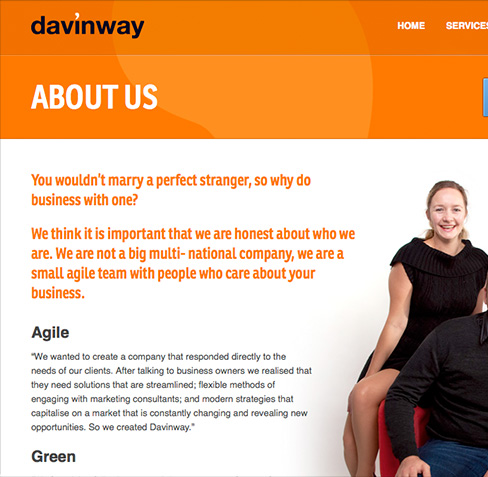 davinway
HOME SERVICES
ABOUT US
You wouldn't marry a perfect stranger, so why do
business with one?
We think it is important that we are honest about who we
are. We are not a big multi- national company, we are a
small agile team with people who care about your
business.
Agile
“We wanted to create a company that responded directly to the
needs of our clients. After talking to business owners we realised that
they need solutions that are streamlined; flexible methods of
engaging with marketing consultants; and modern strategies that
capitalise on a market that is constantly changing and revealing new
opportunities. So we created Davinway.”
Green